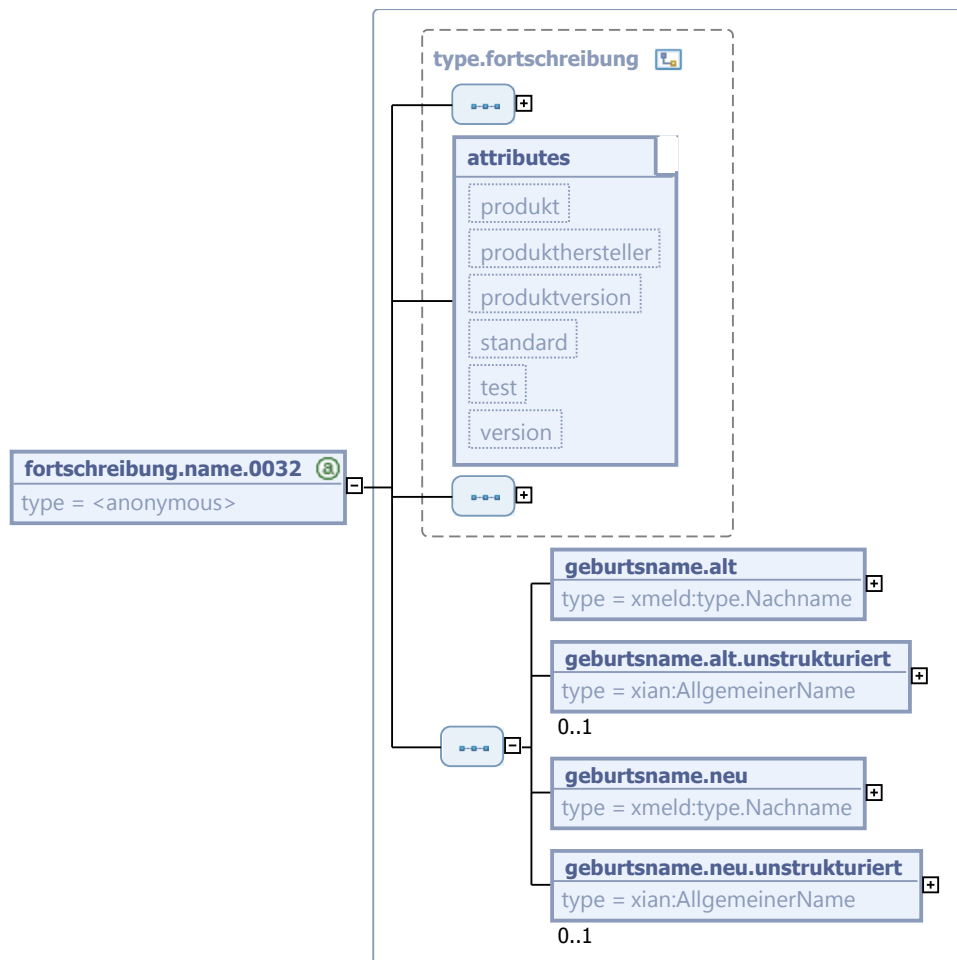 type.fortschreibung
attributes
produkt
produkthersteller
produktversion
standard
test
version
fortschreibung.name.0032 a
type = <anonymous>
geburtsname.alt
type = xmeld:type.Nachname
geburtsname.alt.unstrukturiert
type = xian:AllgemeinerName
0..1
geburtsname.neu
type = xmeld:type.Nachname
geburtsname.neu.unstrukturiert
type = xian:AllgemeinerName
0..1